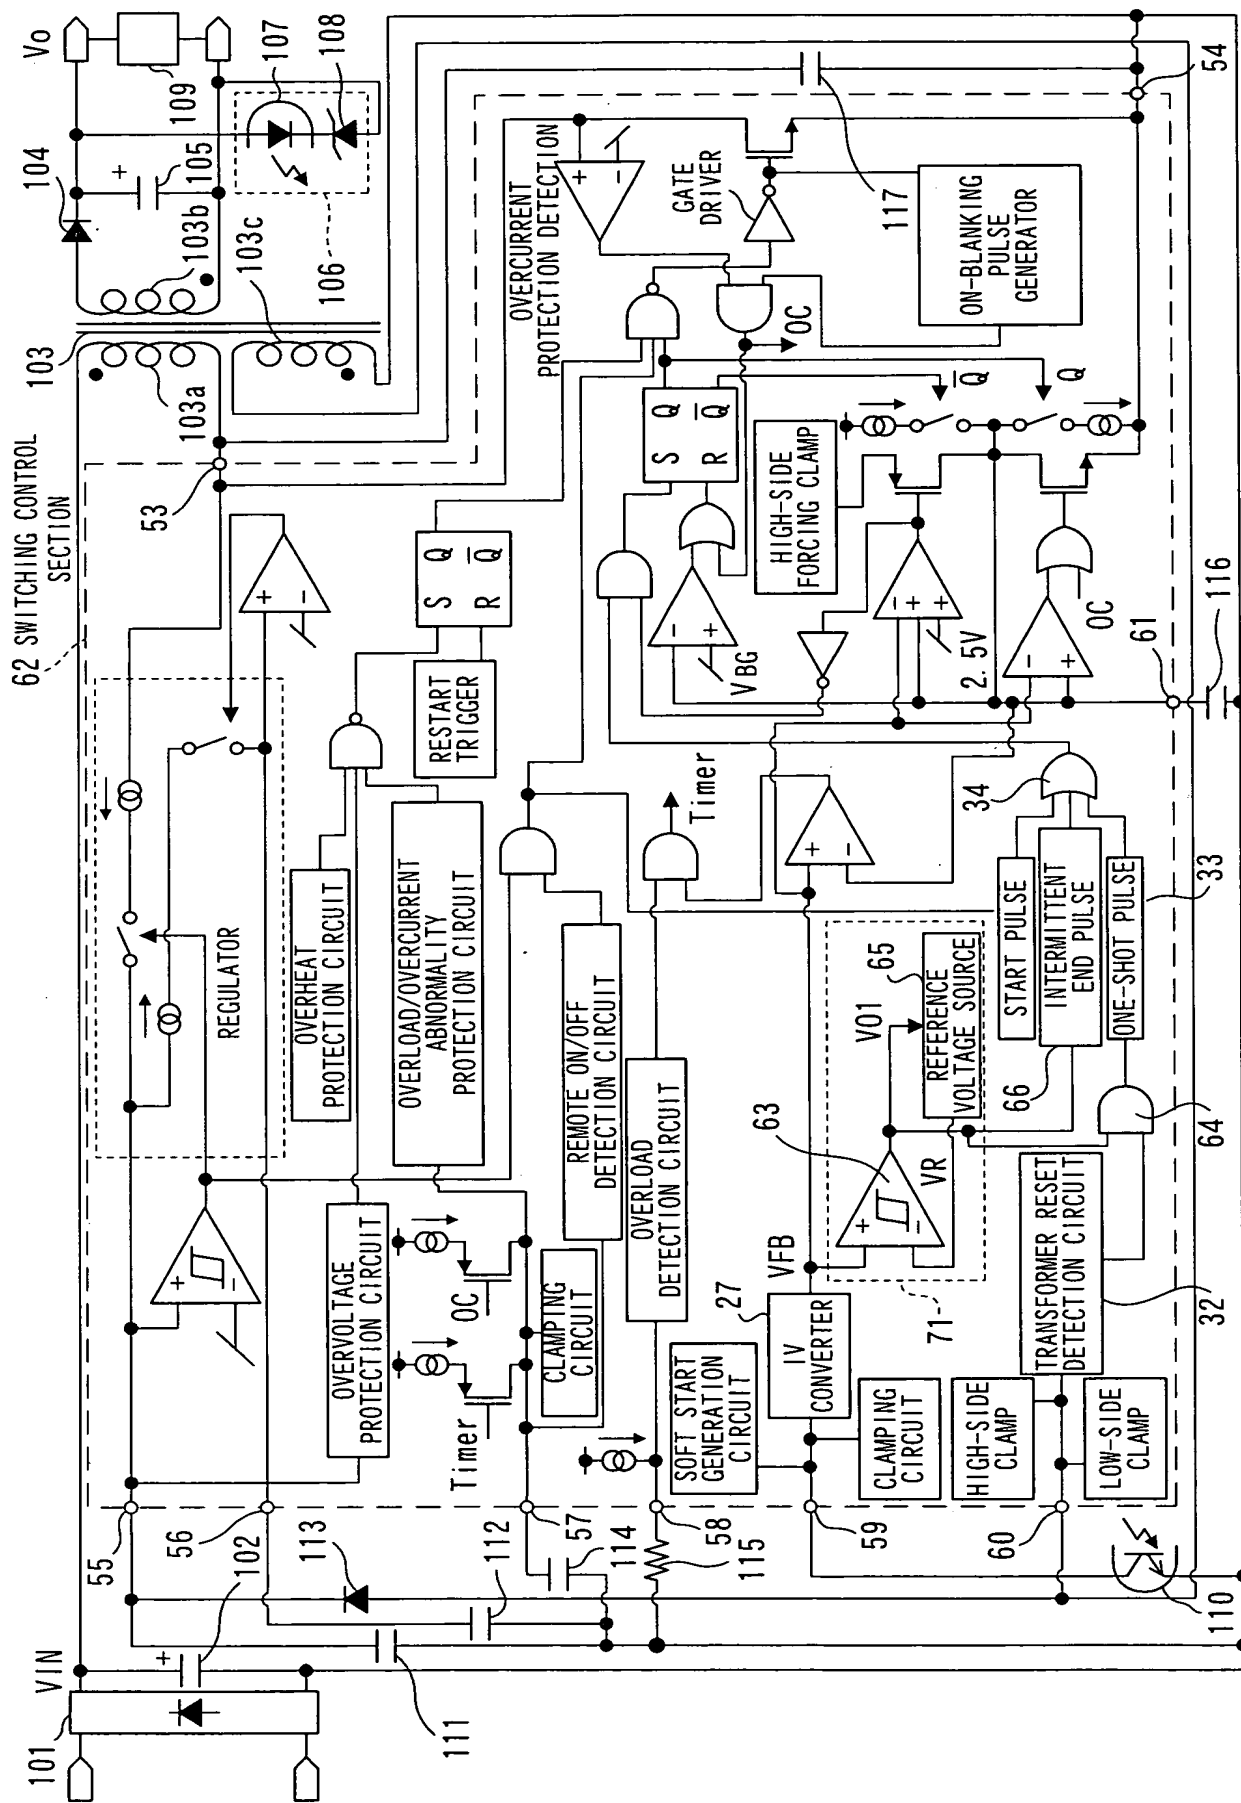 101
VIN
102
111
112
113
114
115
55
56
57
58
59
60
110
62 SWITCHING CONTROL
SECTION
53
103
103a
103b
103c
104
105
106
107
108
109
Vo
+
+
REGULATOR
+
−
+
−
OVERHEAT
PROTECTION CIRCUIT
OVERLOAD/OVERCURRENT
ABNORMALITY
PROTECTION CIRCUIT
OVERVOLTAGE
PROTECTION CIRCUIT
RESTART
TRIGGER
S Q
R Q̅
Timer
OC
CLAMPING
CIRCUIT
REMOTE ON/OFF
DETECTION CIRCUIT
OVERLOAD
DETECTION CIRCUIT
Timer
OVERCURRENT
PROTECTION DETECTION
+
−
GATE
DRIVER
117
54
ON-BLANKING
PULSE
GENERATOR
OC
S Q
R Q̅
Q̅
Q
HIGH-SIDE
FORCING CLAMP
−
+
VBG
−
+
+
2.5V
−
+
OC
61
116
SOFT START
GENERATION
CIRCUIT
IV
CONVERTER
27
VFB
CLAMPING
CIRCUIT
+
−
63
VO1
VR
65
REFERENCE
VOLTAGE SOURCE
71
+
−
34
START PULSE
INTERMITTENT
END PULSE
ONE-SHOT PULSE
33
66
64
HIGH-SIDE
CLAMP
LOW-SIDE
CLAMP
TRANSFORMER RESET
DETECTION CIRCUIT
32